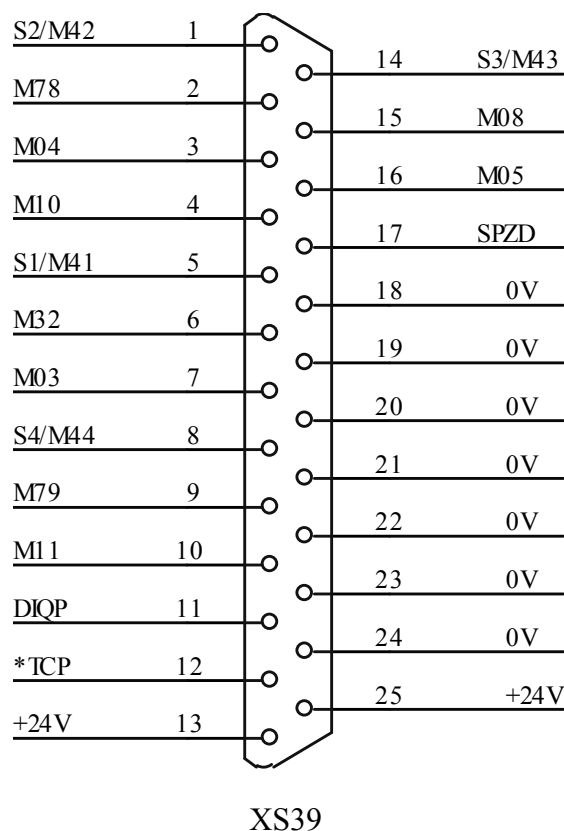 S2/M42 1
14 S3/M43
M78 2
15 M08
M04 3
16 M05
M10 4
17 SPZD
S1/M41 5
18 0V
M32 6
19 0V
M03 7
20 0V
S4/M44 8
21 0V
M79 9
22 0V
M11 10
23 0V
DIQP 11
24 0V
*TCP 12
25 +24V
+24V 13
XS39